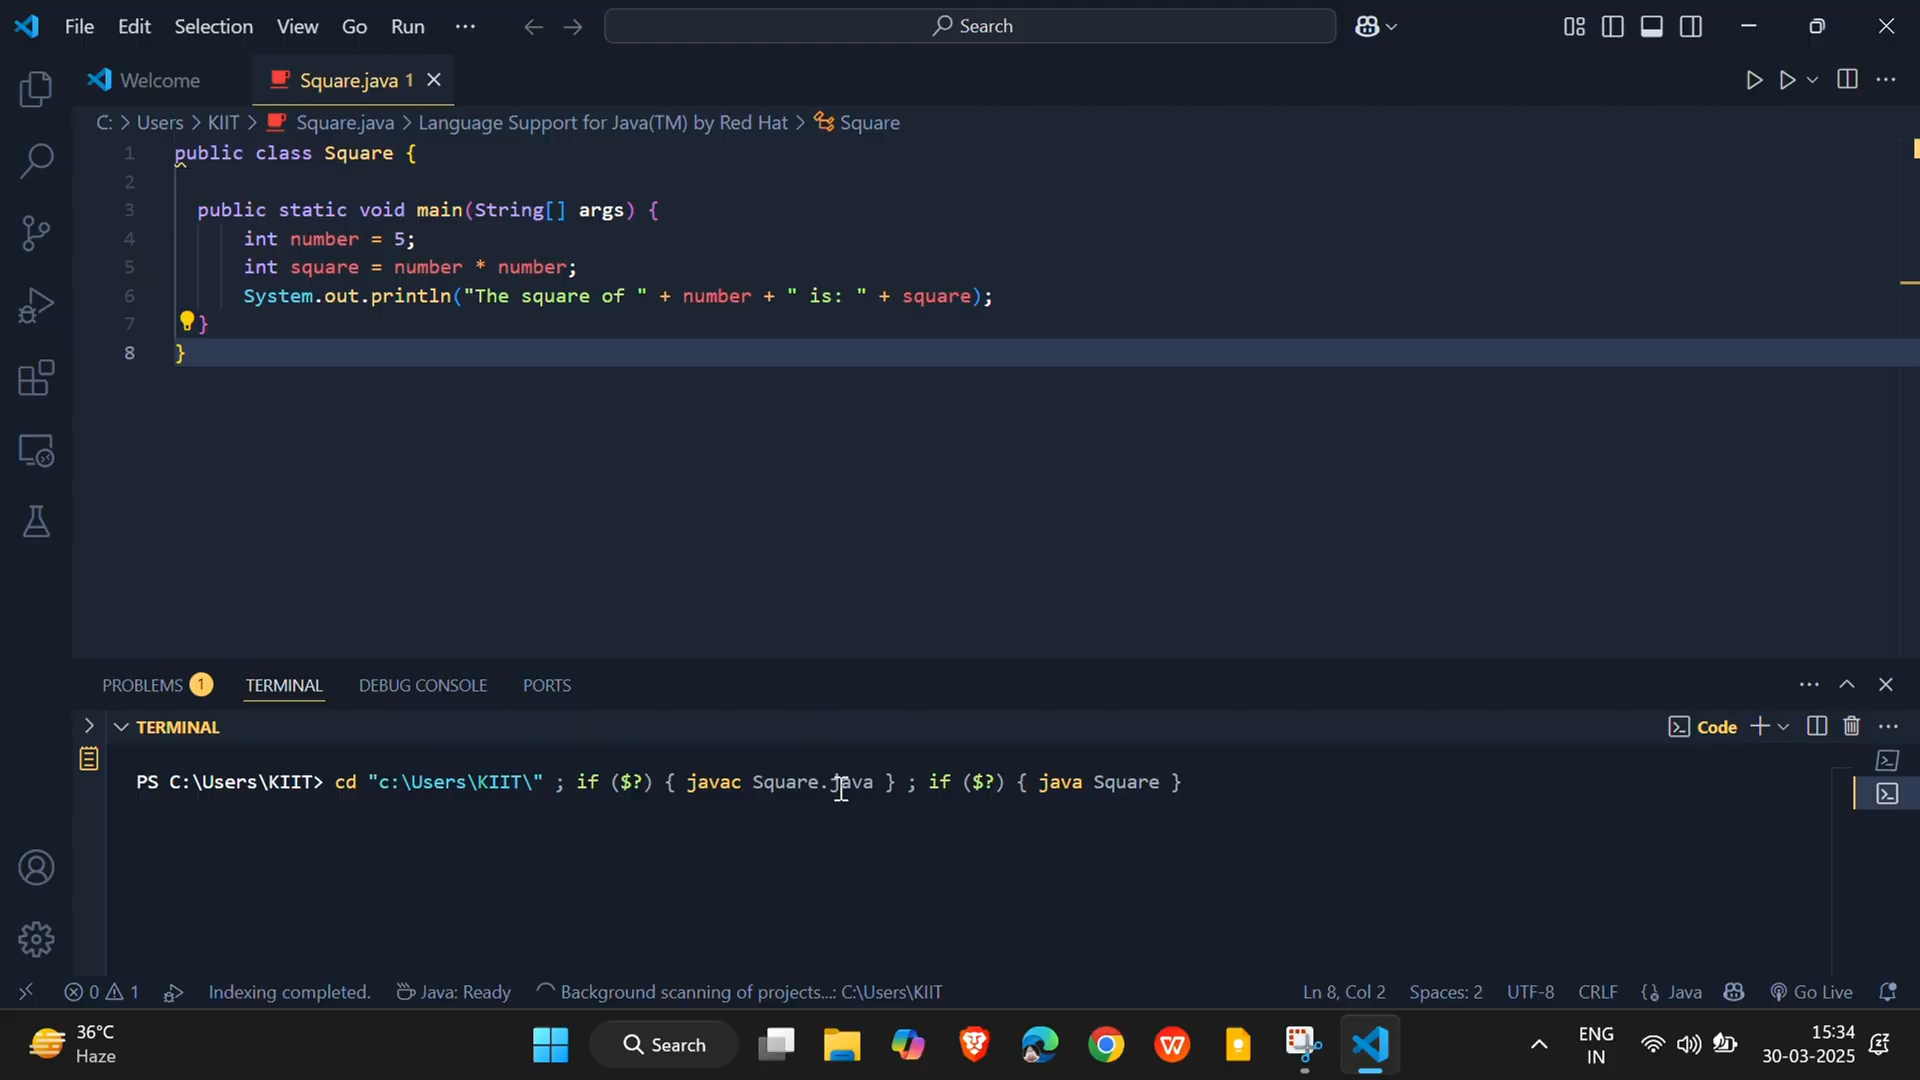 File Edit Selection View Go Run ··· Search
Welcome Square.java 1
C: > Users > KIIT > Square.java > Language Support for Java(TM) by Red Hat > Square
1 public class Square {
2
3 public static void main(String[] args) {
4 int number = 5;
5 int square = number * number;
6 System.out.println("The square of " + number + " is: " + square);
7 }
8 }
PROBLEMS 1 TERMINAL DEBUG CONSOLE PORTS
TERMINAL Code
PS C:\Users\KIIT> cd "c:\Users\KIIT\" ; if ($?) { javac Square.java } ; if ($?) { java Square }
0 1 Indexing completed. Java: Ready Background scanning of projects...: C:\Users\KIIT Ln 8, Col 2 Spaces: 2 UTF-8 CRLF {} Java Go Live
36°C
Haze
Search
ENG
IN
15:34
30-03-2025